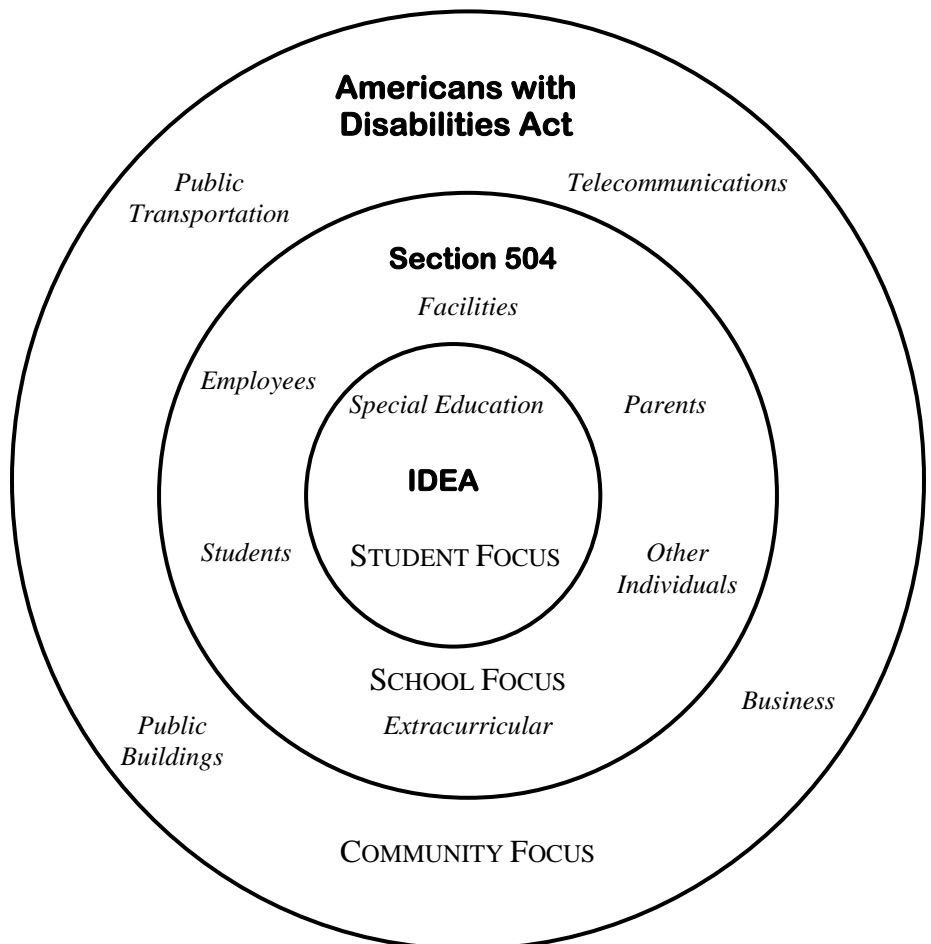 Americans with
Disabilities Act
Public
Transportation
Telecommunications
Section 504
Facilities
Employees
Special Education
Parents
IDEA
Students
STUDENT FOCUS
Other
Individuals
SCHOOL FOCUS
Extracurricular
Business
Public
Buildings
COMMUNITY FOCUS